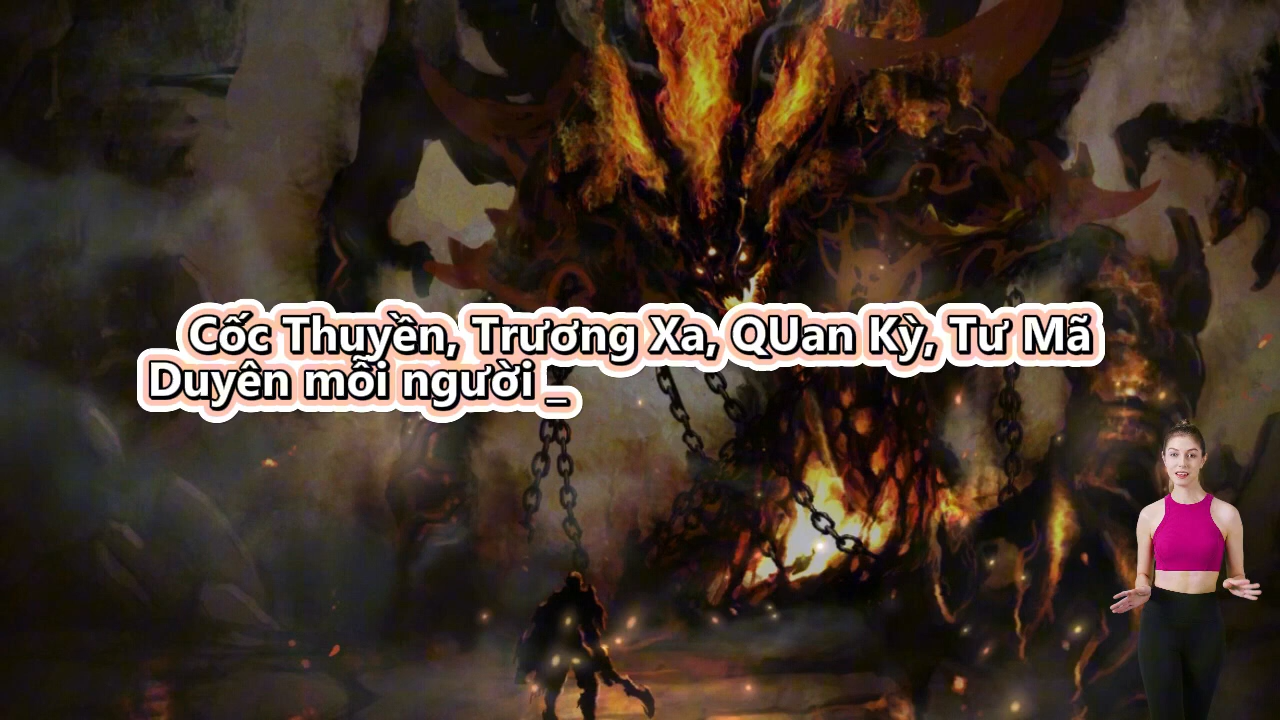 Cốc Thuyền, Trương Xa, QUan Kỳ, Tư Mã
Duyên mỗi người _